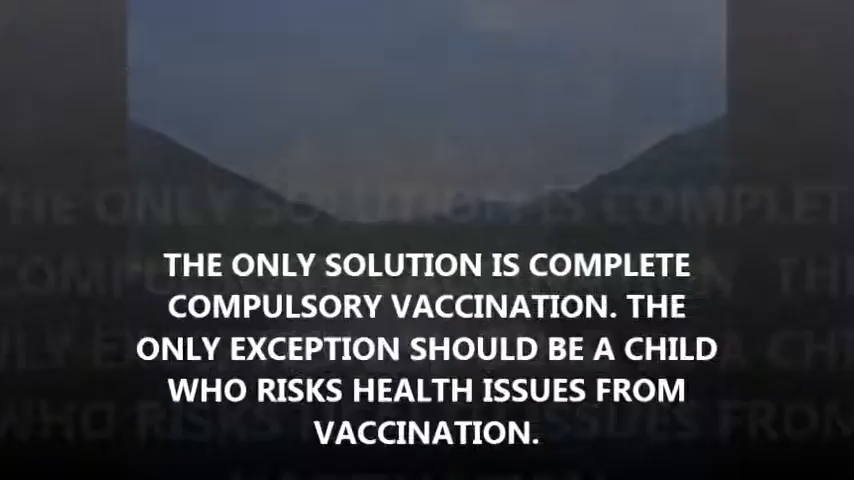 THE ONLY SOLUTION IS COMPLETE
COMPULSORY VACCINATION. THE
ONLY EXCEPTION SHOULD BE A CHILD
WHO RISKS HEALTH ISSUES FROM
VACCINATION.